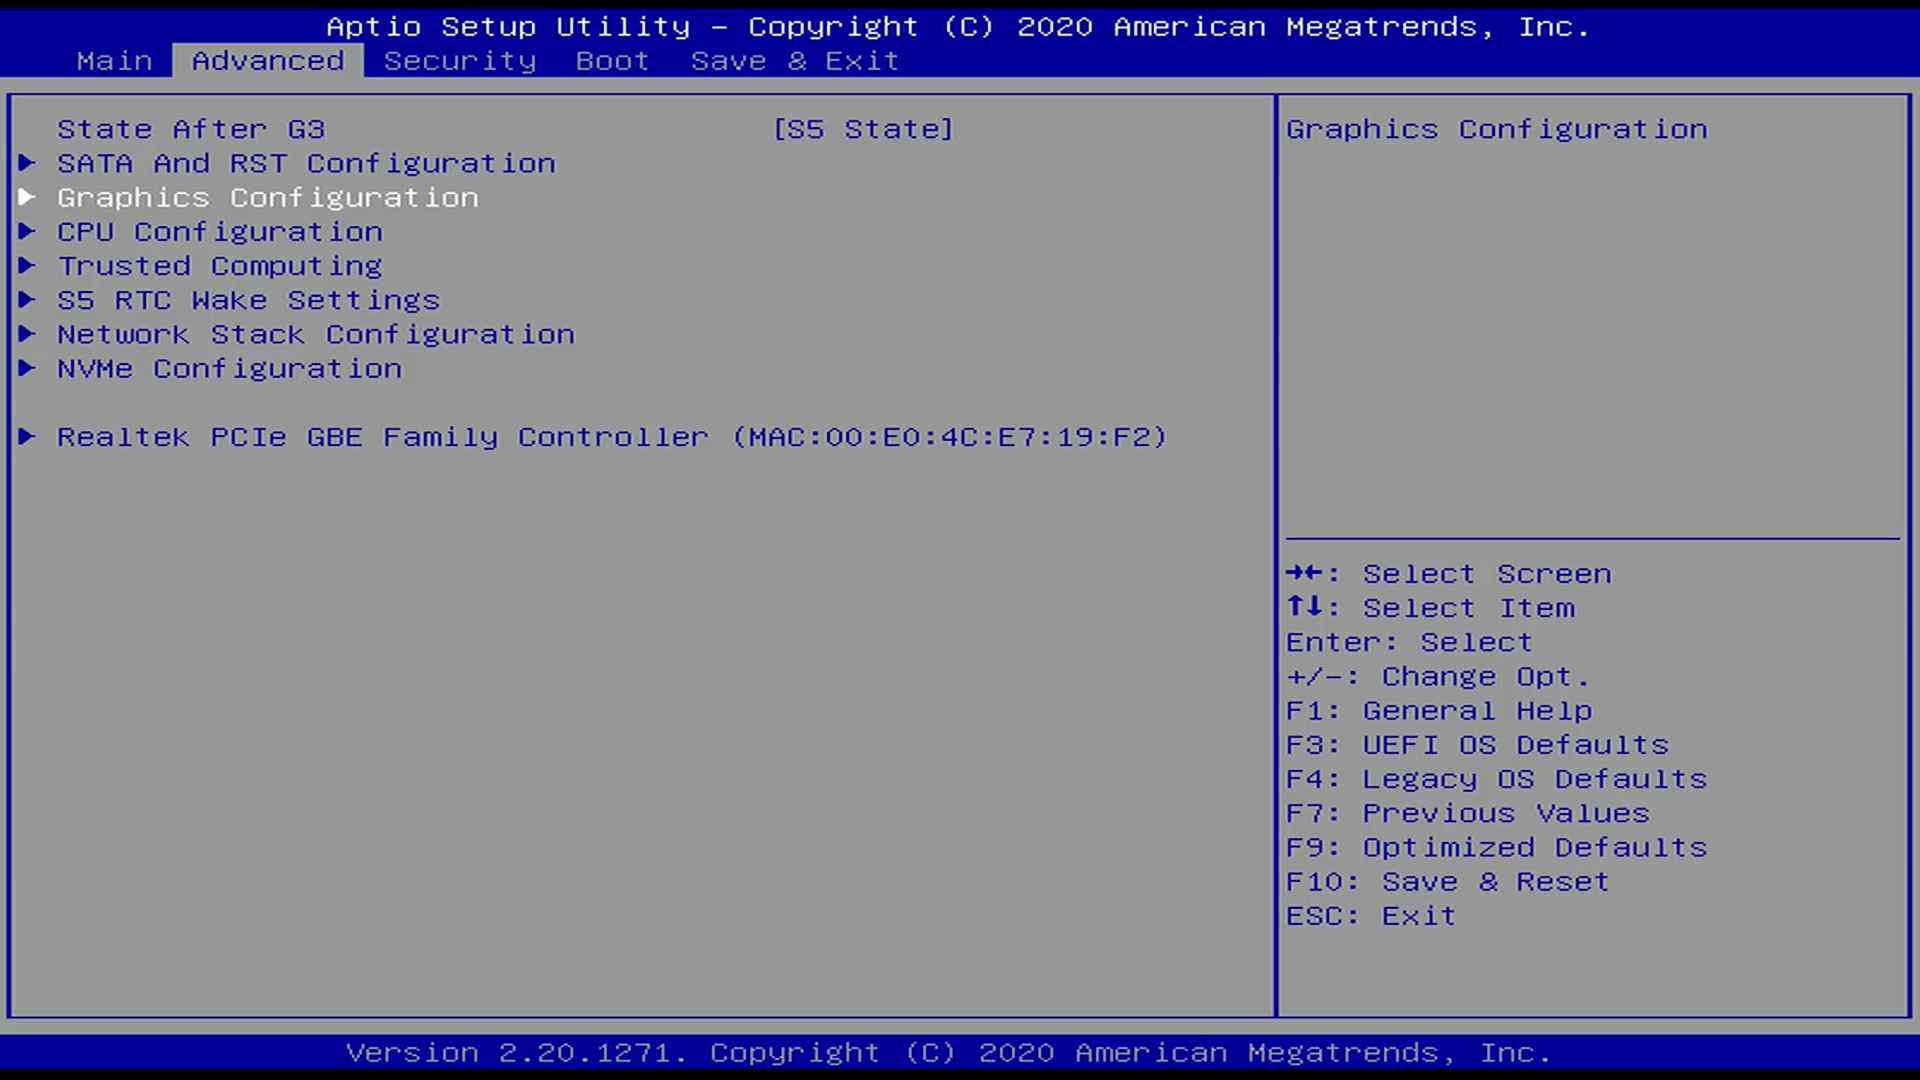 Aptio Setup Utility – Copyright (C) 2020 American Megatrends, Inc.
Main Advanced Security Boot Save & Exit
State After G3 [S5 State]
► SATA And RST Configuration
► Graphics Configuration
► CPU Configuration
► Trusted Computing
► S5 RTC Wake Settings
► Network Stack Configuration
► NVMe Configuration
► Realtek PCIe GBE Family Controller (MAC:00:E0:4C:E7:19:F2)
Graphics Configuration
→←: Select Screen
↑↓: Select Item
Enter: Select
+/-: Change Opt.
F1: General Help
F3: UEFI OS Defaults
F4: Legacy OS Defaults
F7: Previous Values
F9: Optimized Defaults
F10: Save & Reset
ESC: Exit
Version 2.20.1271. Copyright (C) 2020 American Megatrends, Inc.